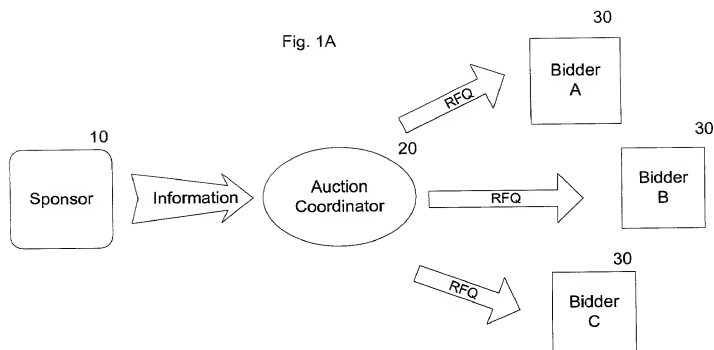 Fig. 1A
10
Sponsor
Information
20
Auction
Coordinator
RFQ
30
Bidder
A
RFQ
30
Bidder
B
RFQ
30
Bidder
C